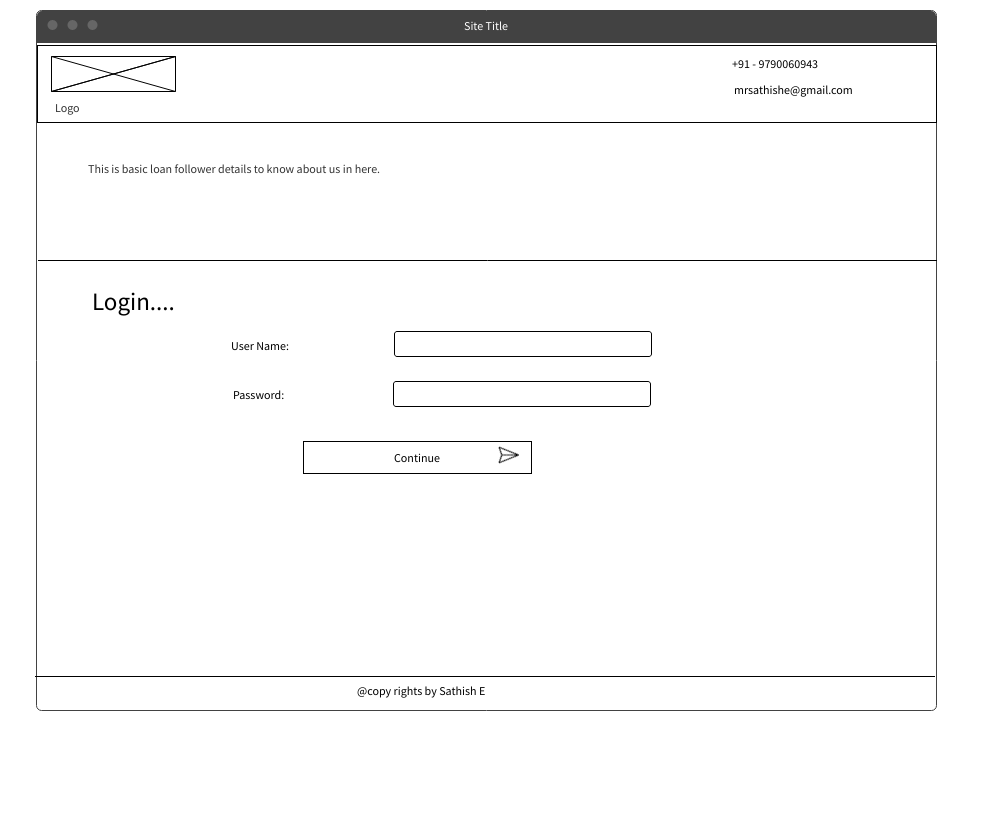 Site Title
+91 - 9790060943
mrsathishe@gmail.com
Logo
This is basic loan follower details to know about us in here.
Login....
User Name:
Password:
Continue
@copy rights by Sathish E